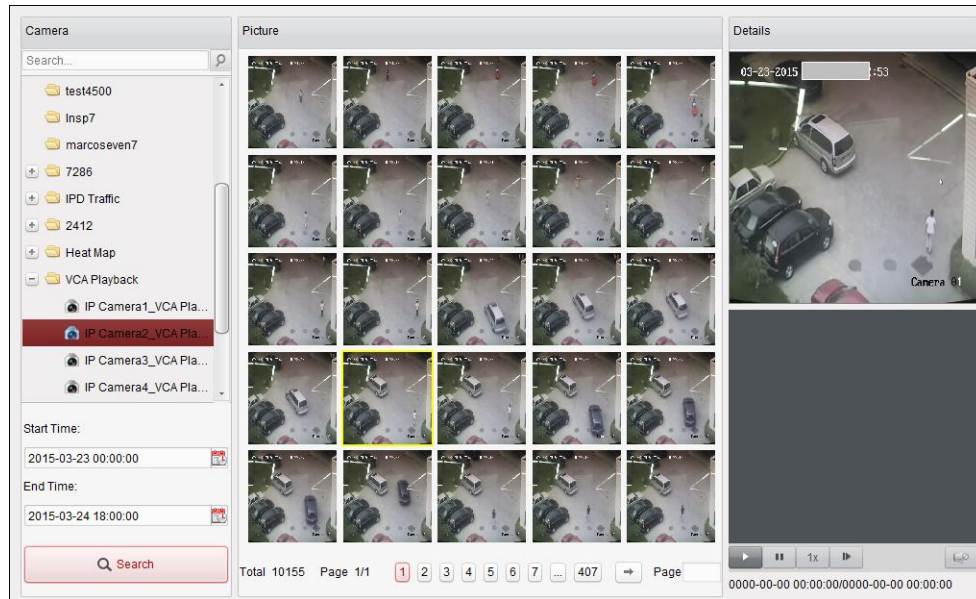 Camera
Search...
test4500
Insp7
marcoseven7
7286
IPD Traffic
2412
Heat Map
VCA Playback
IP Camera1_VCA Pla...
IP Camera2_VCA Pla...
IP Camera3_VCA Pla...
IP Camera4_VCA Pla...
Start Time:
2015-03-23 00:00:00
End Time:
2015-03-24 18:00:00
Search
Picture
Total 10155 Page 1/1 1 2 3 4 5 6 7 ... 407 Page
Details
03-23-2015 :53
Camera 01
1x
0000-00-00 00:00:00/0000-00-00 00:00:00